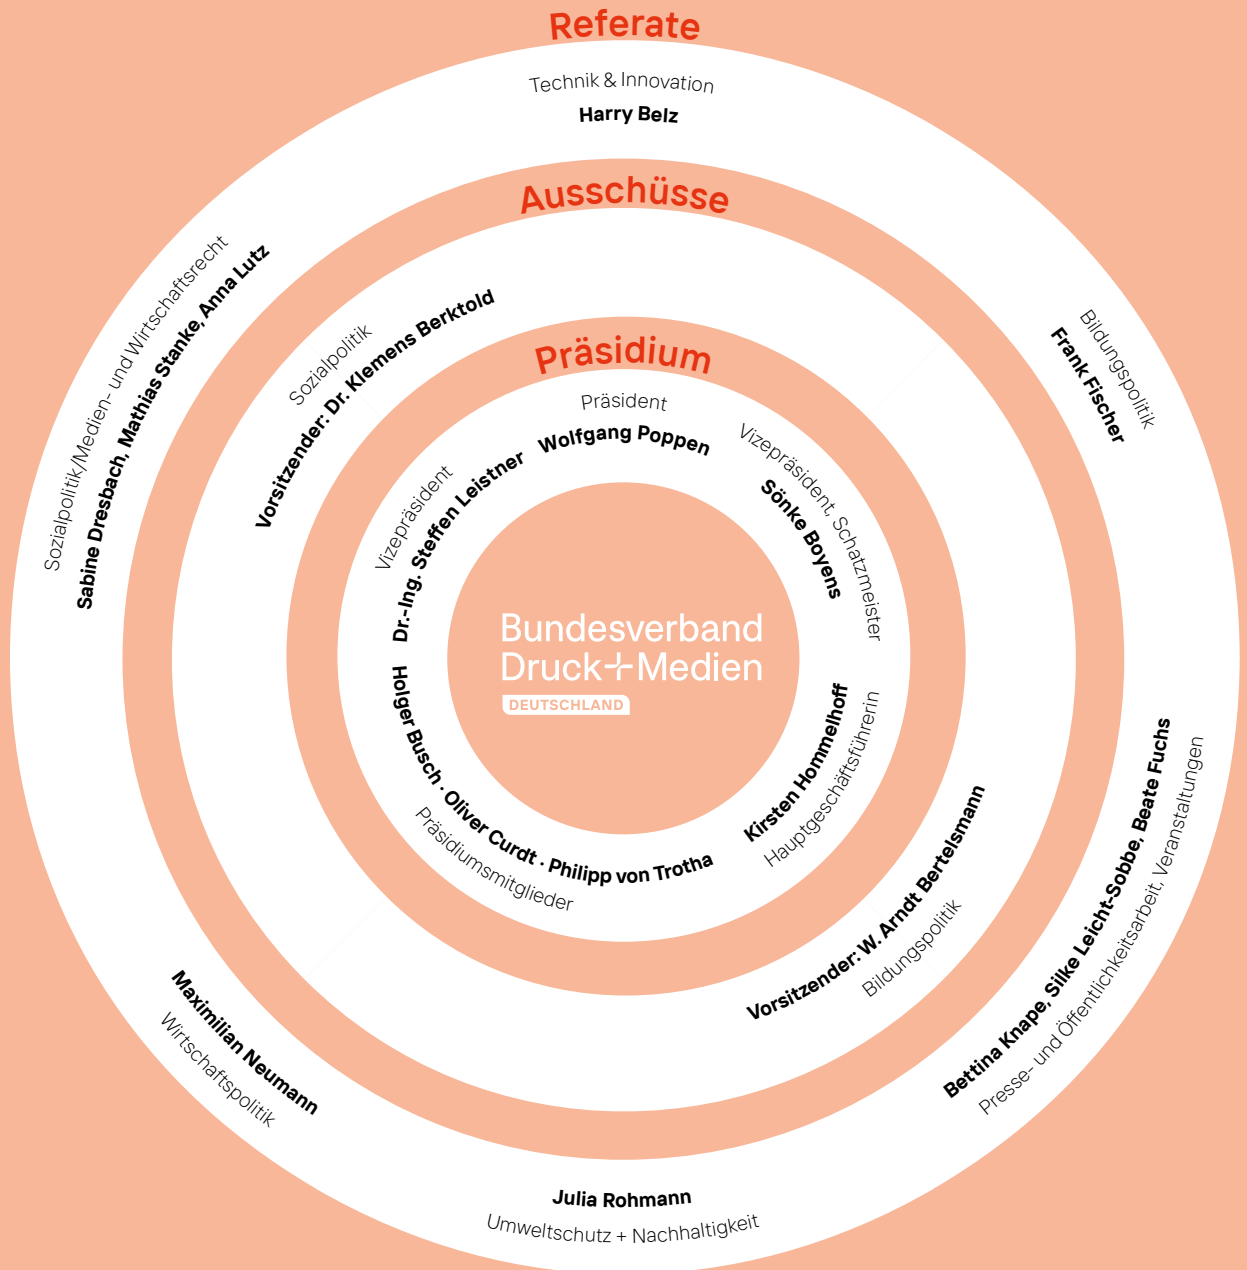 Referate
Technik & Innovation
Harry Belz
Sozialpolitik/Medien- und Wirtschaftsrecht
Sabine Dresbach, Mathias Stanke, Anna Lutz
Bildungspolitik
Frank Fischer
Bettina Knape, Silke Leicht-Sobbe, Beate Fuchs
Presse- und Öffentlichkeitsarbeit, Veranstaltungen
Maximilian Neumann
Wirtschaftspolitik
Julia Rohmann
Umweltschutz + Nachhaltigkeit
Ausschüsse
Sozialpolitik
Vorsitzender: Dr. Klemens Berktold
Vorsitzender: W. Arndt Bertelsmann
Bildungspolitik
Präsidium
Präsident
Wolfgang Poppen
Vizepräsident
Dr.-Ing. Steffen Leistner
Vizepräsident, Schatzmeister
Sönke Boyens
Kirsten Hommelhoff
Hauptgeschäftsführerin
Holger Busch · Oliver Curdt · Philipp von Trotha
Präsidiumsmitglieder
Bundesverband
Druck+Medien
DEUTSCHLAND